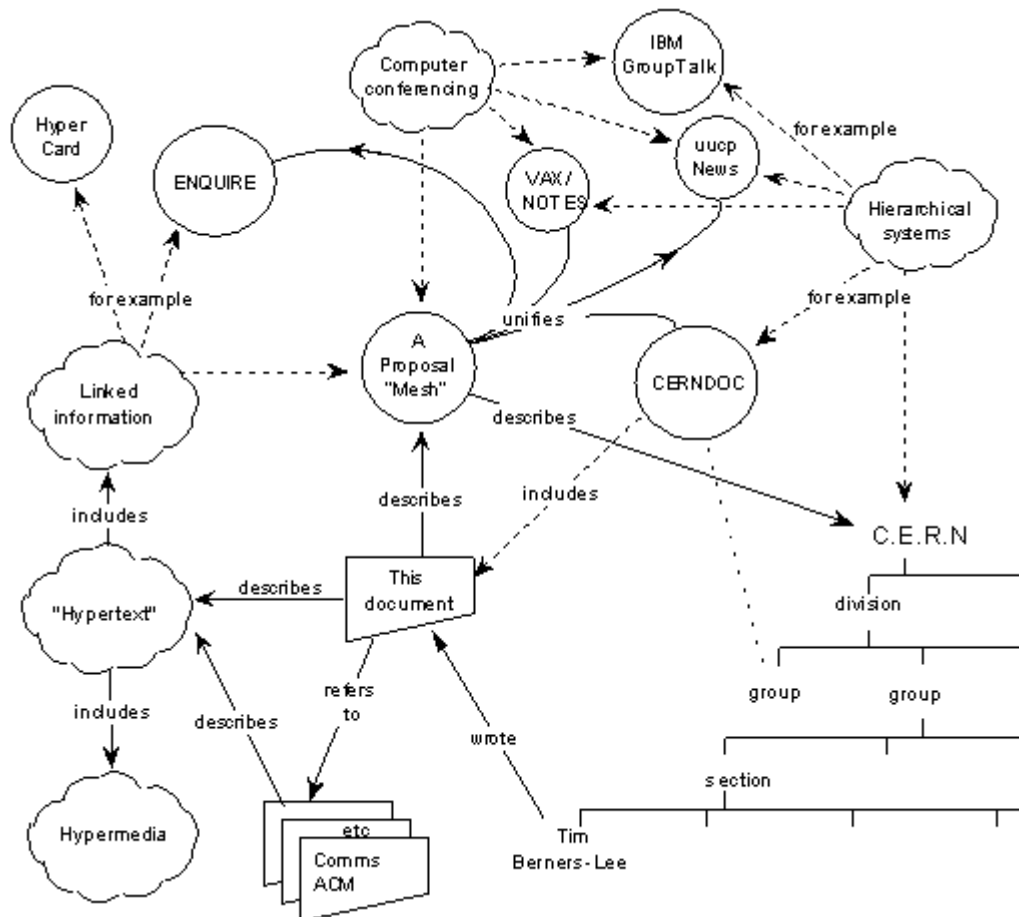 IBM
GroupTalk
Computer
conferencing
Hyper
Card
for example
uucp
News
ENQUIRE
VAX/
NOTES
Hierarchical
systems
for example
for example
unifies
A
Proposal
"Mesh"
Linked
information
CERNDOC
describes
includes
describes
includes
C.E.R.N
This
document
describes
"Hypertext"
division
refers
to
group
group
includes
describes
wrote
section
Hypermedia
etc
Comms
ACM
Tim
Berners-Lee